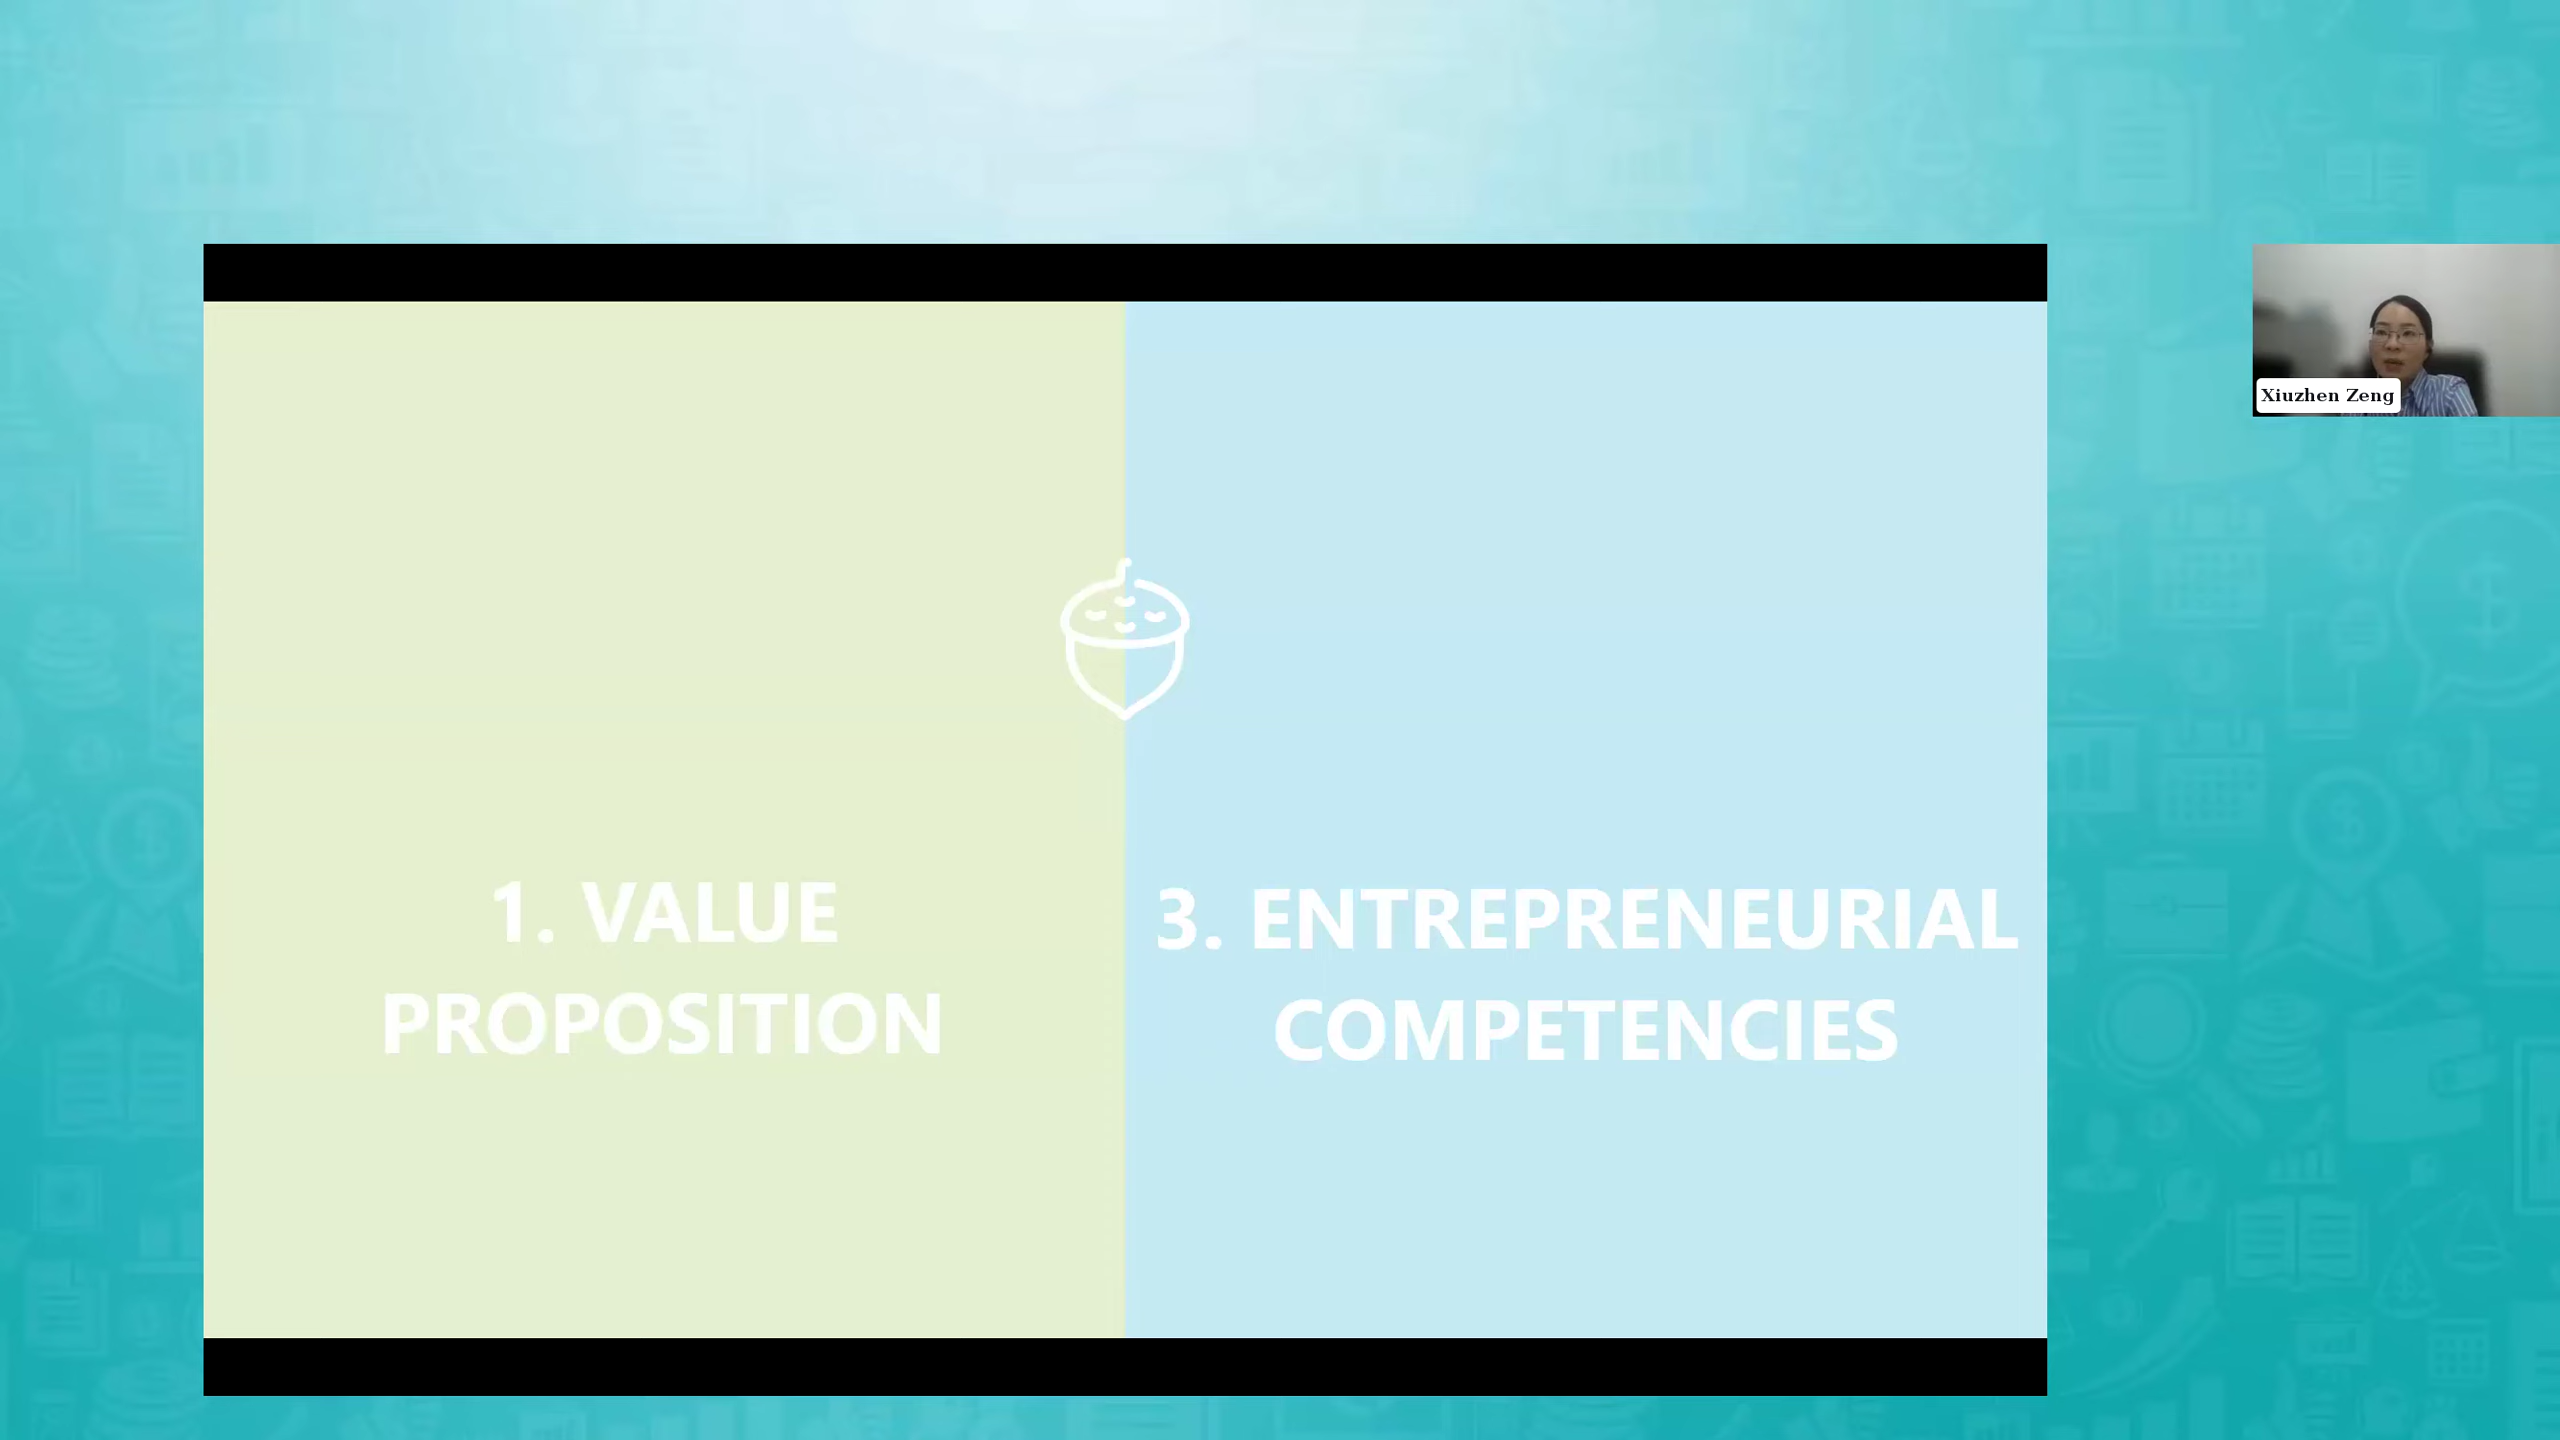 1. VALUE
PROPOSITION
3. ENTREPRENEURIAL
COMPETENCIES
Xiuzhen Zeng